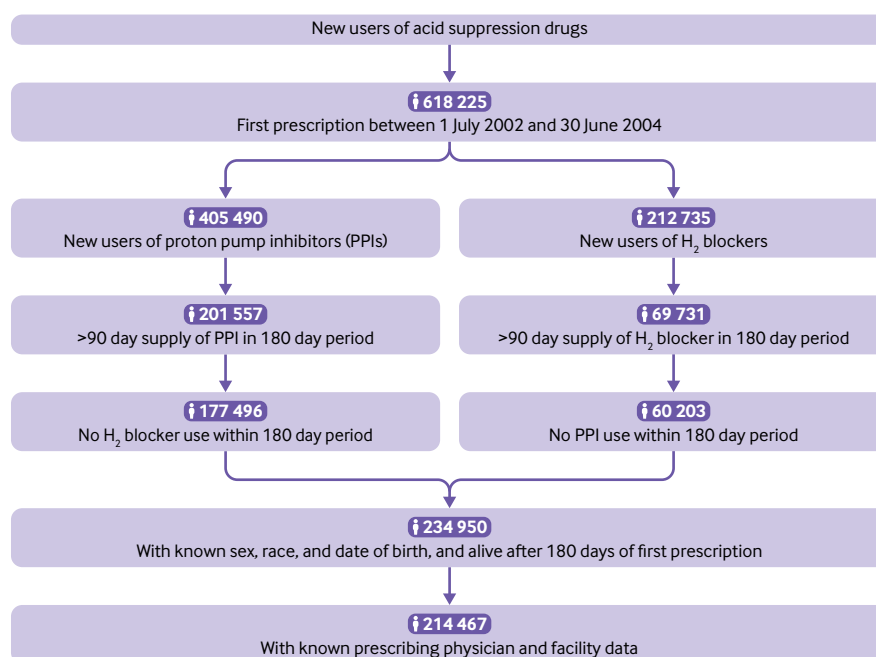 New users of acid suppression drugs
618 225
First prescription between 1 July 2002 and 30 June 2004
405 490
New users of proton pump inhibitors (PPIs)
212 735
New users of H₂ blockers
201 557
>90 day supply of PPI in 180 day period
69 731
>90 day supply of H₂ blocker in 180 day period
177 496
No H₂ blocker use within 180 day period
60 203
No PPI use within 180 day period
234 950
With known sex, race, and date of birth, and alive after 180 days of first prescription
214 467
With known prescribing physician and facility data